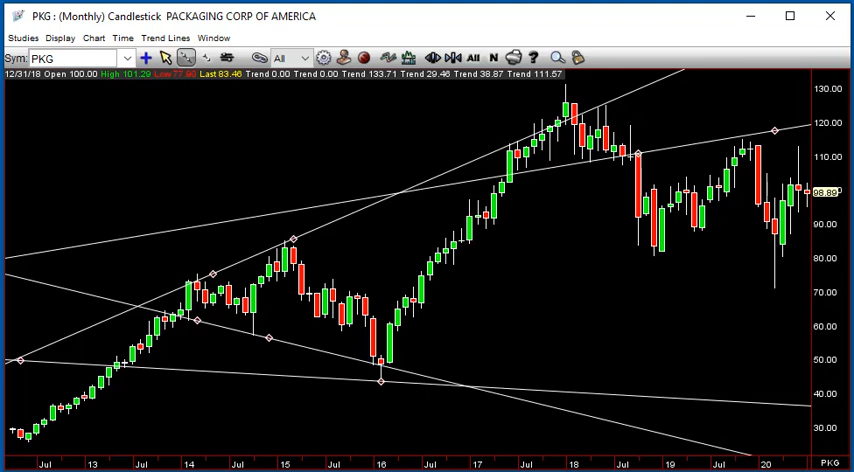 PKG : (Monthly) Candlestick PACKAGING CORP OF AMERICA
Studies Display Chart Time Trend Lines Window
Sym: PKG All All N ?
12/31/18 Open 100.00 High 101.29 Low 77.90 Last 83.46 Trend 0.00 Trend 0.00 Trend 133.71 Trend 29.46 Trend 38.87 Trend 111.57
130.00
120.00
110.00
98.89
90.00
80.00
70.00
60.00
50.00
40.00
30.00
Jul 13 Jul 14 Jul 15 Jul 16 Jul 17 Jul 18 Jul 19 Jul 20 PKG